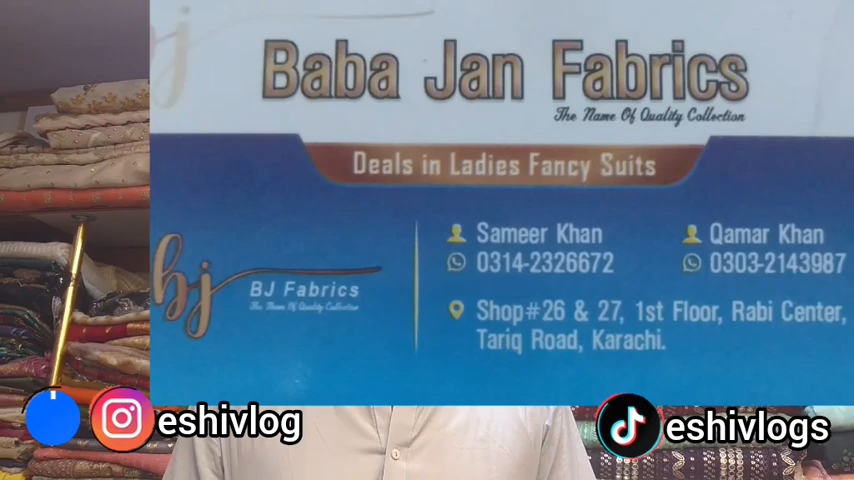 Baba Jan Fabrics
The Name Of Quality Collection
Deals in Ladies Fancy Suits
Sameer Khan
0314-2326672
Qamar Khan
0303-2143987
bj
BJ Fabrics
The Name Of Quality Collection
Shop#26 & 27, 1st Floor, Rabi Center,
Tariq Road, Karachi.
eshivlog
eshivlogs